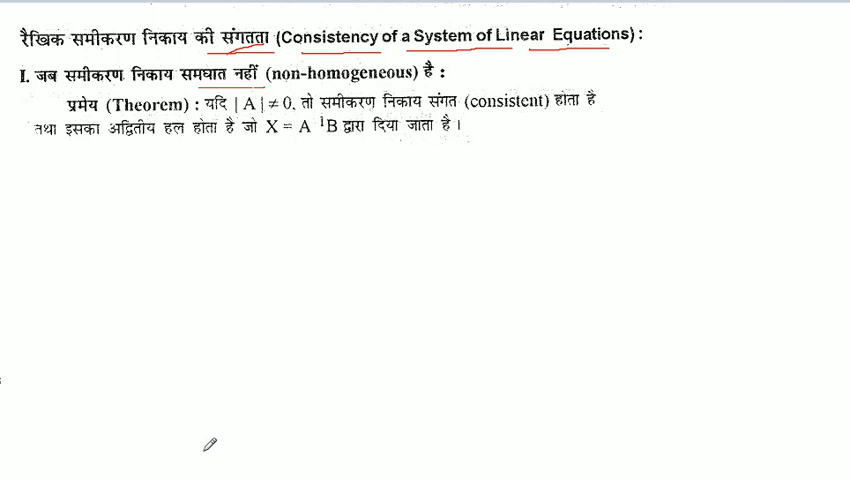 रैखिक समीकरण निकाय की संगतता (Consistency of a System of Linear Equations) :
I. जब समीकरण निकाय समघात नहीं (non-homogeneous) है :
प्रमेय (Theorem) : यदि | A | ≠ 0, तो समीकरण निकाय संगत (consistent) होता है
तथा इसका अद्वितीय हल होता है जो X = A ¹B द्वारा दिया जाता है ।